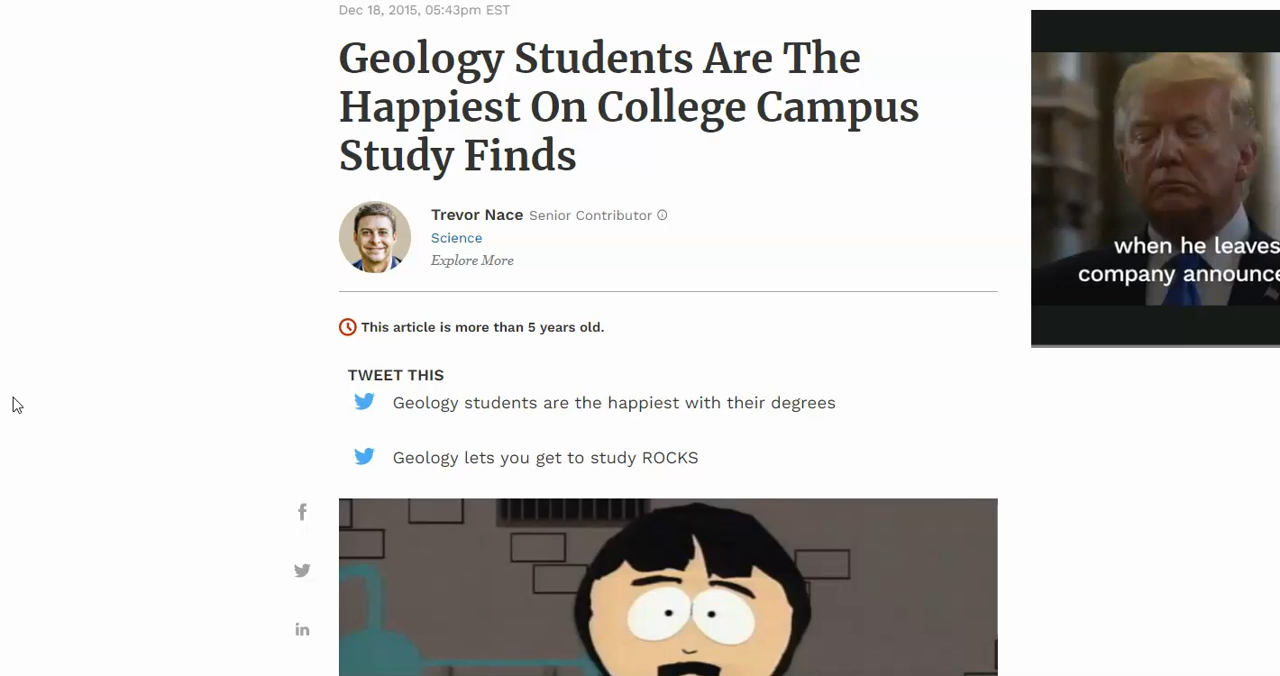 Dec 18, 2015, 05:43pm EST
Geology Students Are The
Happiest On College Campus
Study Finds
Trevor Nace Senior Contributor
Science
Explore More
This article is more than 5 years old.
TWEET THIS
Geology students are the happiest with their degrees
Geology lets you get to study ROCKS
when he leaves
company announce